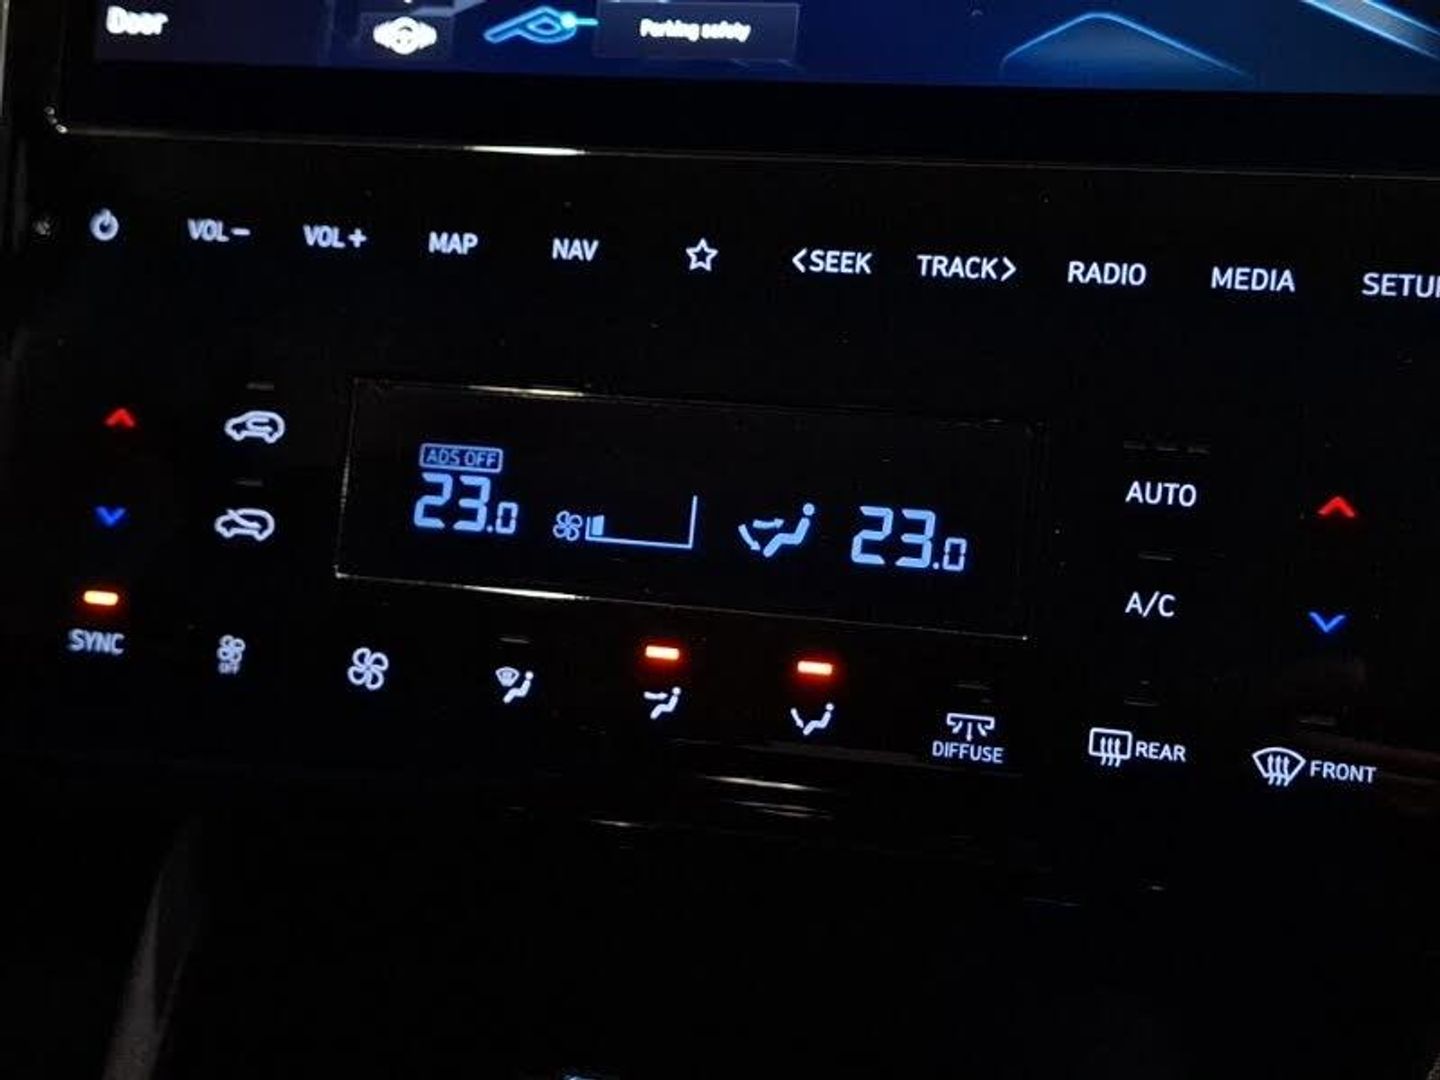 Door
Parking safety
VOL- VOL+ MAP NAV <SEEK TRACK> RADIO MEDIA SETU
ADS OFF
23.0 23.0
AUTO
A/C
SYNC
OFF
DIFFUSE
REAR
FRONT